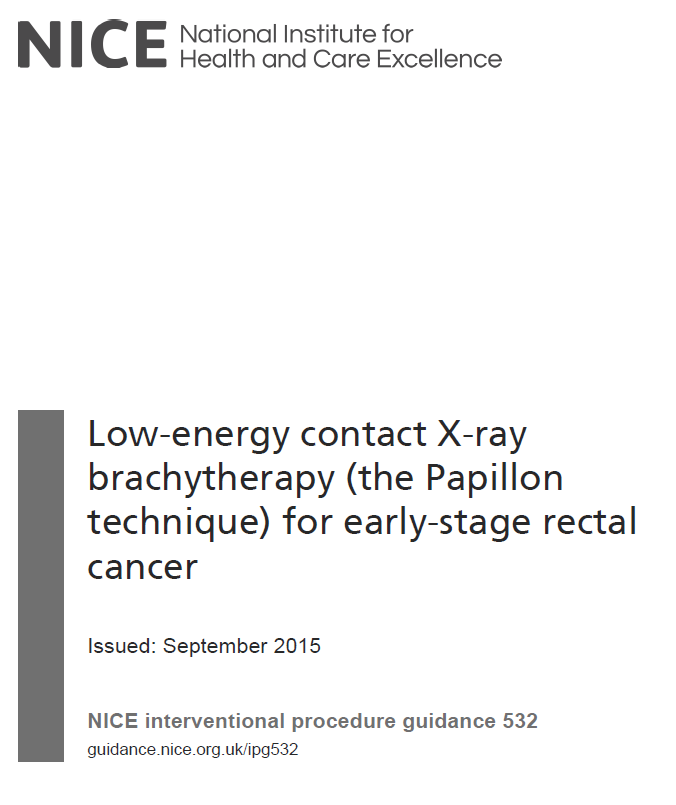 NICE National Institute for
Health and Care Excellence
Low-energy contact X-ray
brachytherapy (the Papillon
technique) for early-stage rectal
cancer
Issued: September 2015
NICE interventional procedure guidance 532
guidance.nice.org.uk/ipg532